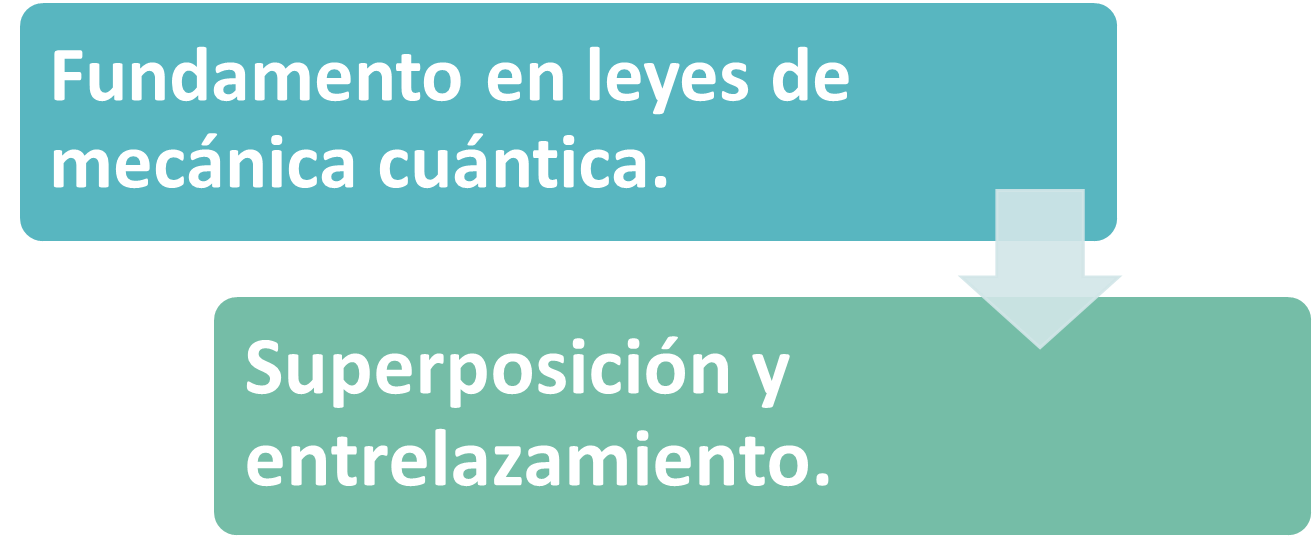 Fundamento en leyes de
mecánica cuántica.
Superposición y
entrelazamiento.